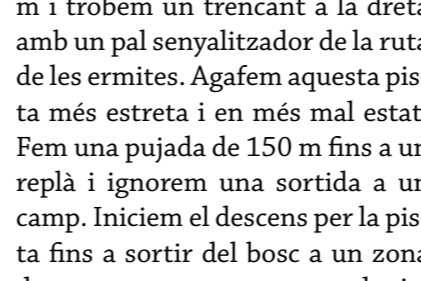 m i trobem un trencant a la dreta
amb un pal senyalitzador de la ruta
de les ermites. Agafem aquesta pis
ta més estreta i en més mal estat
Fem una pujada de 150 m fins a un
replà i ignorem una sortida a un
camp. Iniciem el descens per la pis
ta fins a sortir del bosc a un zona